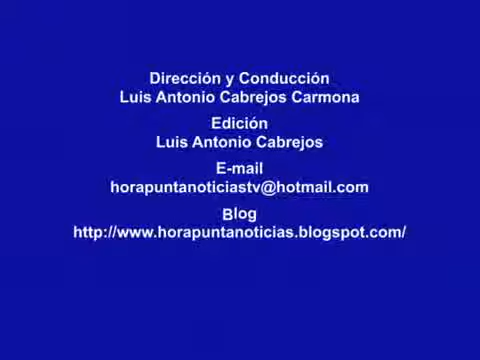 Dirección y Conducción
Luis Antonio Cabrejos Carmona
Edición
Luis Antonio Cabrejos
E-mail
horapuntanoticiastv@hotmail.com
Blog
http://www.horapuntanoticias.blogspot.com/